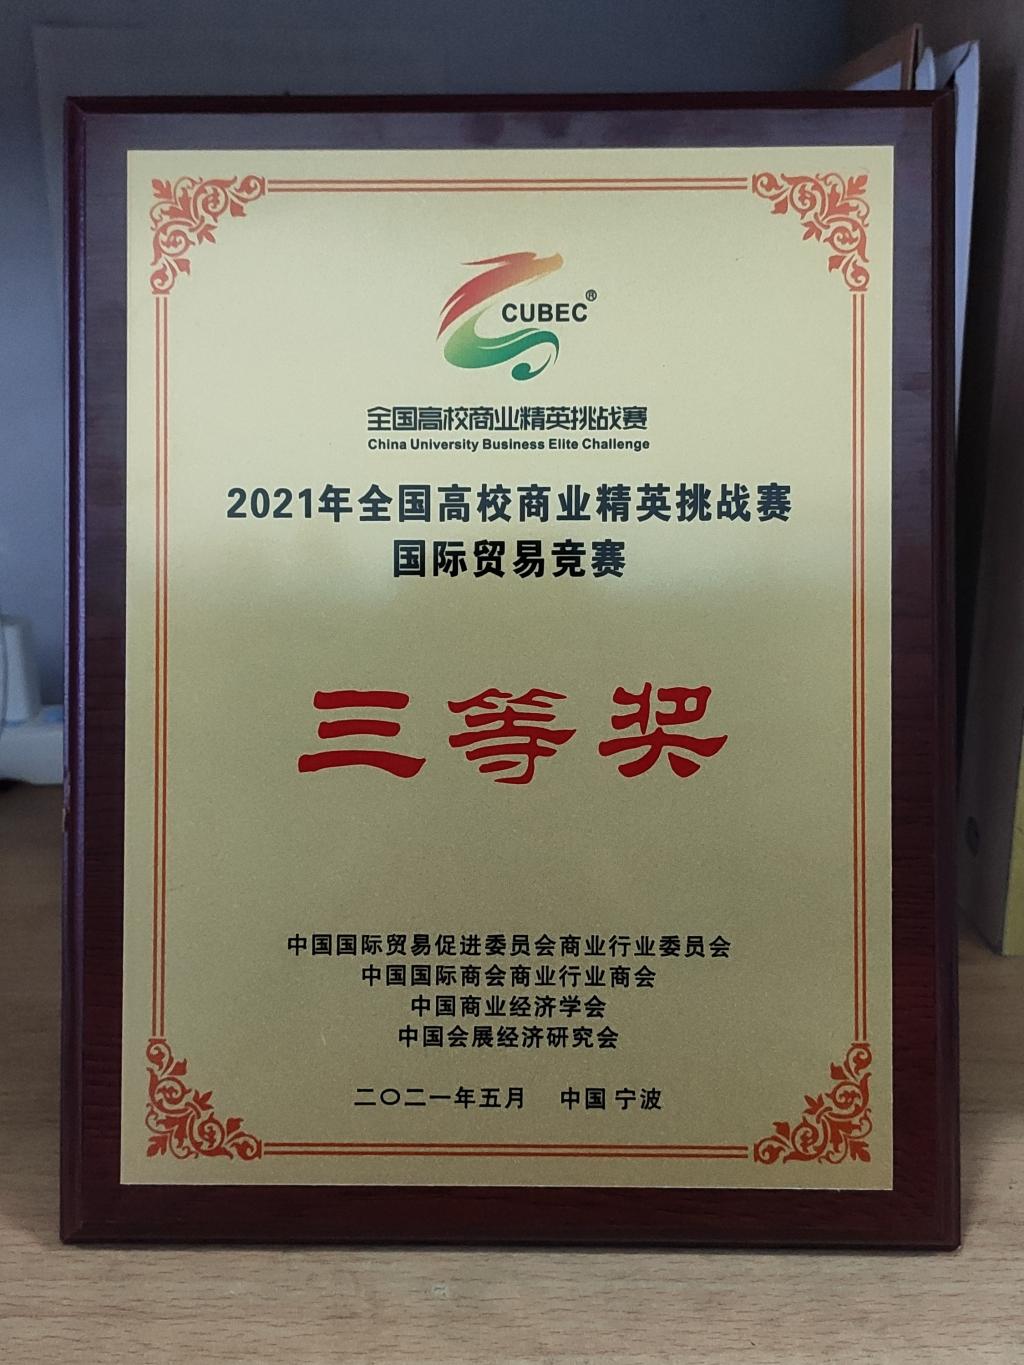 CUBEC®
全国高校商业精英挑战赛
China University Business Elite Challenge
2021年全国高校商业精英挑战赛
国际贸易竞赛
三等奖
中国国际贸易促进委员会商业行业委员会
中国国际商会商业行业商会
中国商业经济学会
中国会展经济研究会
二〇二一年五月 中国 宁波